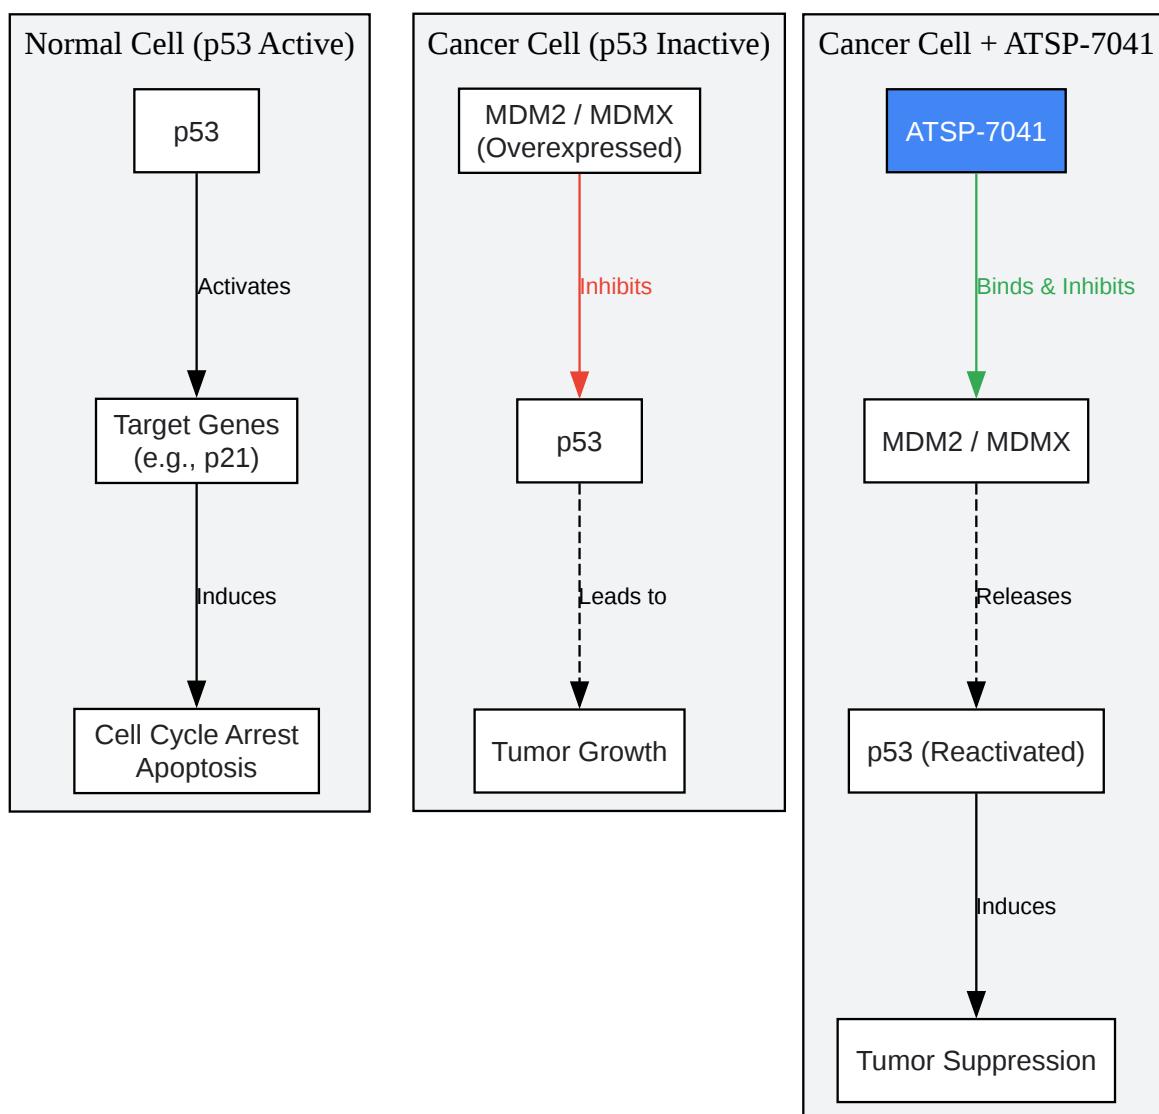 Normal Cell (p53 Active)
p53
Activates
Target Genes
(e.g., p21)
Induces
Cell Cycle Arrest
Apoptosis
Cancer Cell (p53 Inactive)
MDM2 / MDMX
(Overexpressed)
Inhibits
p53
Leads to
Tumor Growth
Cancer Cell + ATSP-7041
ATSP-7041
Binds & Inhibits
MDM2 / MDMX
Releases
p53 (Reactivated)
Induces
Tumor Suppression